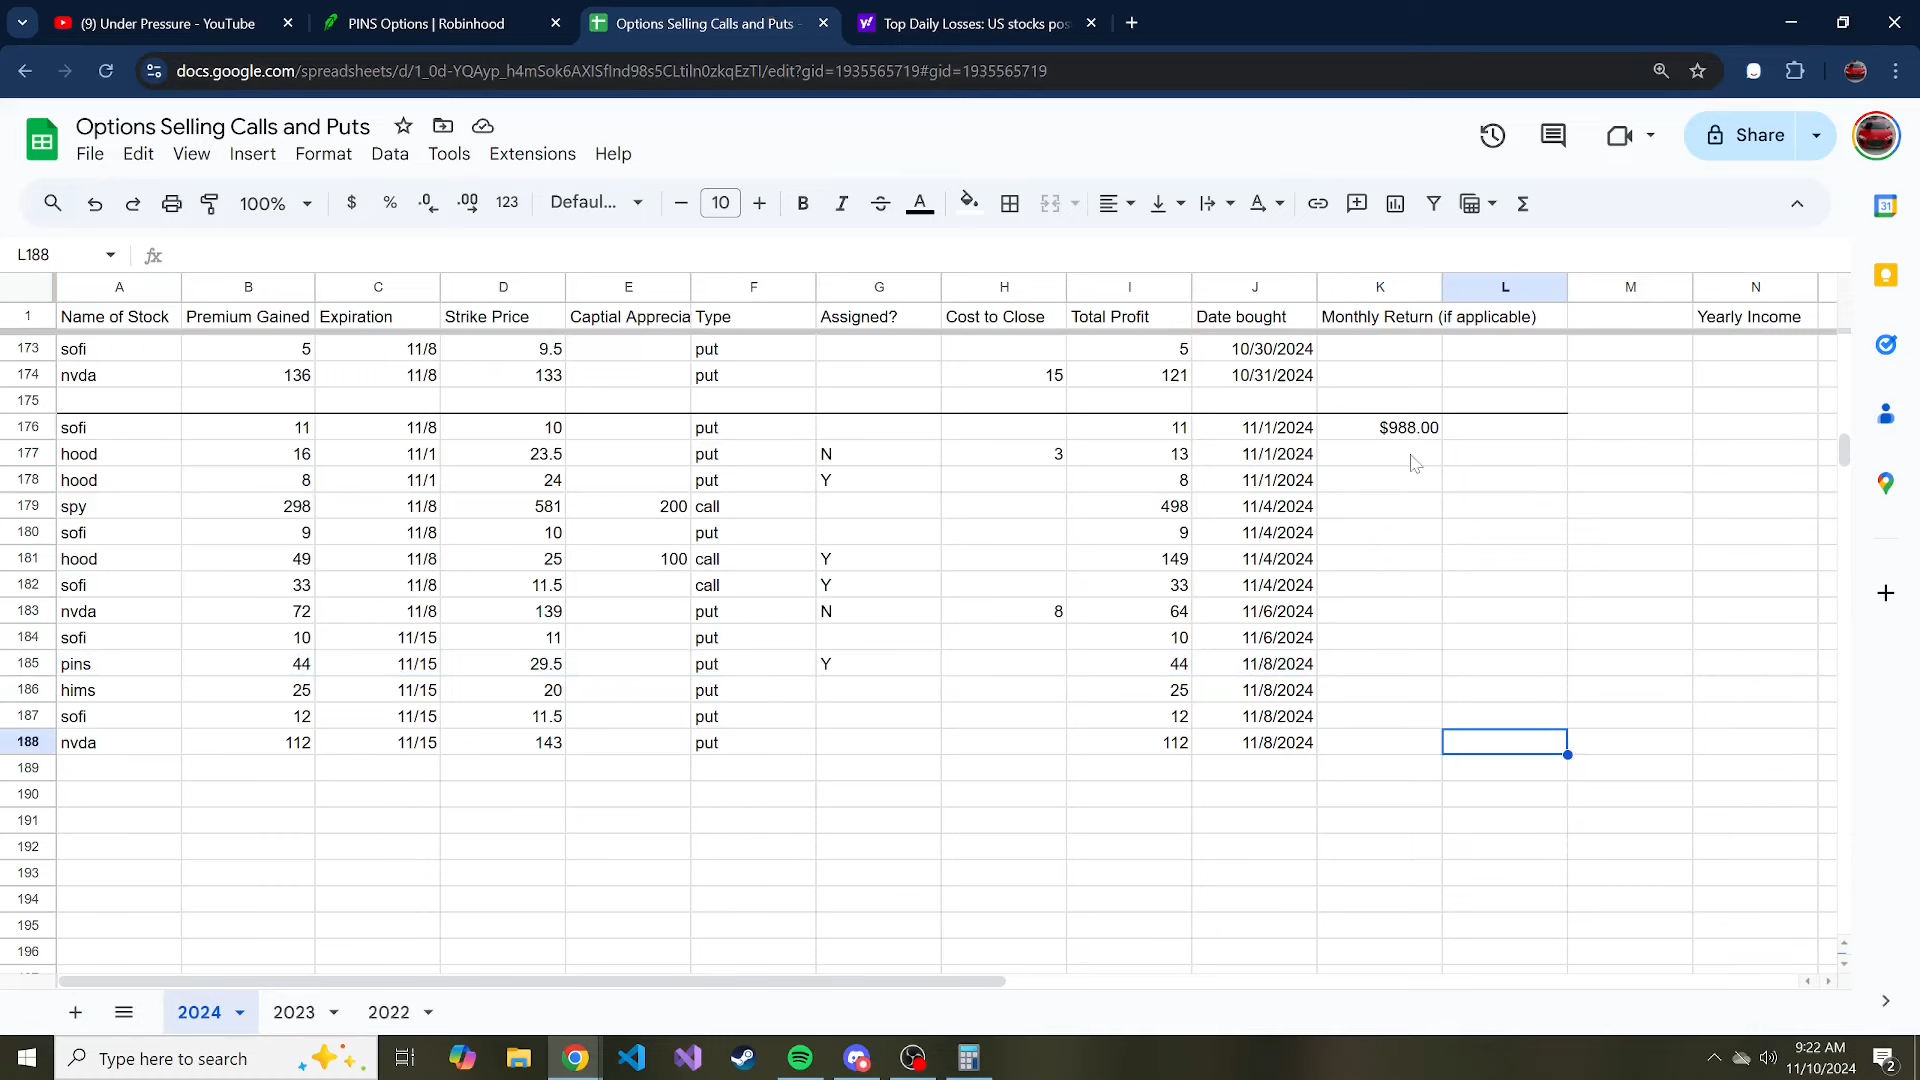 (9) Under Pressure - YouTube
PINS Options | Robinhood
Options Selling Calls and Puts -
Top Daily Losses: US stocks pos
docs.google.com/spreadsheets/d/1_0d-YQAyp_h4mSok6AXISfInd98s5CLtiIn0zkqEzTI/edit?gid=1935565719#gid=1935565719
Options Selling Calls and Puts
File Edit View Insert Format Data Tools Extensions Help
Share
100% $ % .0 .00 123 Defaul... 10 B I A
31
L188 fx
A B C D E F G H I J K L M N
1 Name of Stock Premium Gained Expiration Strike Price Captial Apprecia Type Assigned? Cost to Close Total Profit Date bought Monthly Return (if applicable) Yearly Income
173 sofi 5 11/8 9.5 put 5 10/30/2024
174 nvda 136 11/8 133 put 15 121 10/31/2024
175
176 sofi 11 11/8 10 put 11 11/1/2024 $988.00
177 hood 16 11/1 23.5 put N 3 13 11/1/2024
178 hood 8 11/1 24 put Y 8 11/1/2024
179 spy 298 11/8 581 200 call 498 11/4/2024
180 sofi 9 11/8 10 put 9 11/4/2024
181 hood 49 11/8 25 100 call Y 149 11/4/2024
182 sofi 33 11/8 11.5 call Y 33 11/4/2024
183 nvda 72 11/8 139 put N 8 64 11/6/2024
184 sofi 10 11/15 11 put 10 11/6/2024
185 pins 44 11/15 29.5 put Y 44 11/8/2024
186 hims 25 11/15 20 put 25 11/8/2024
187 sofi 12 11/15 11.5 put 12 11/8/2024
188 nvda 112 11/15 143 put 112 11/8/2024
189
190
191
192
193
194
195
196
2024 2023 2022
Type here to search
9:22 AM
11/10/2024
2